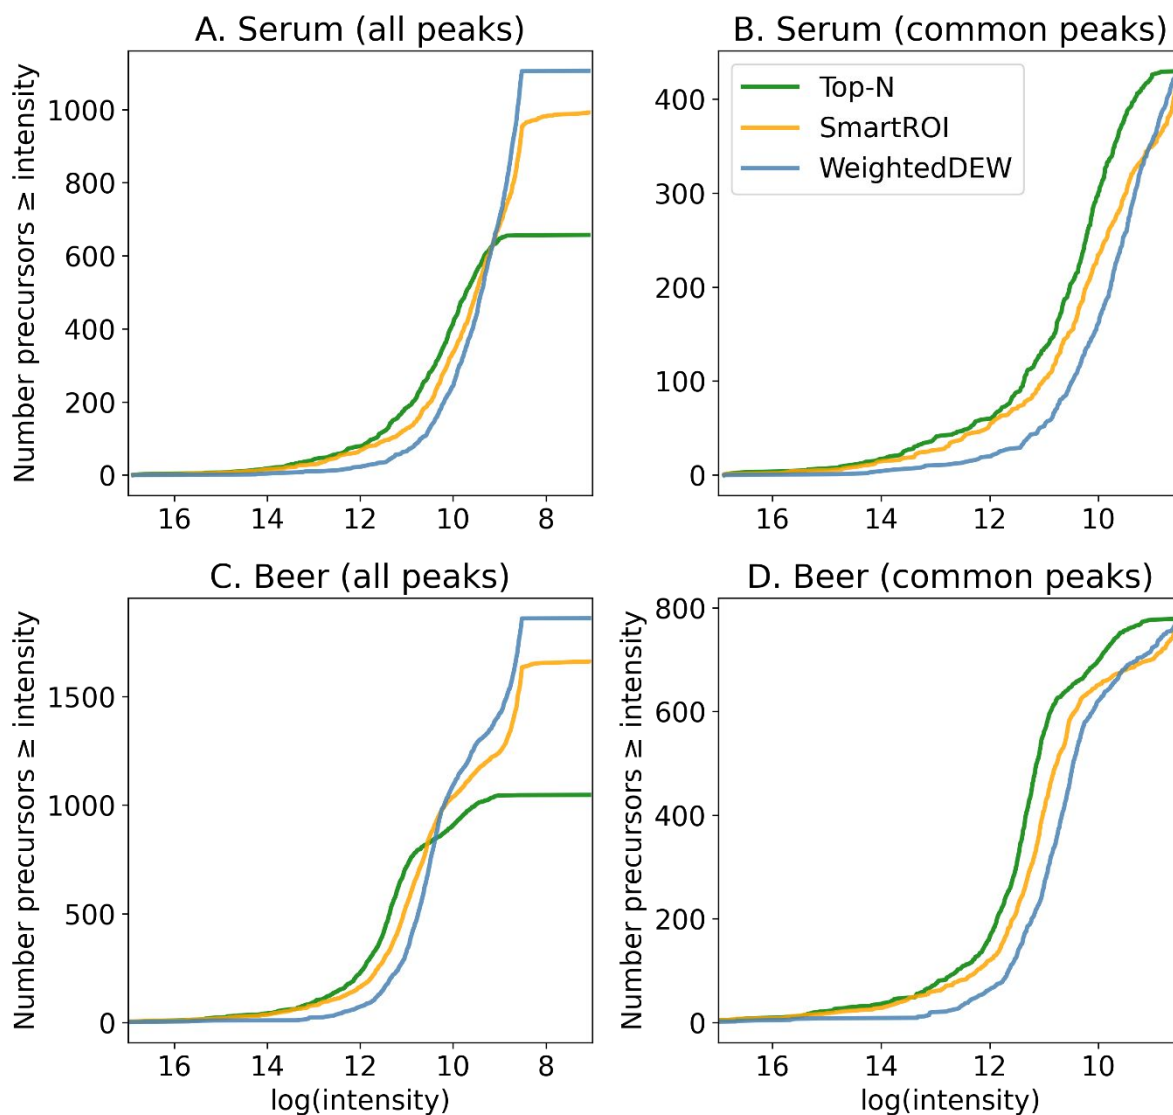 A. Serum (all peaks)
B. Serum (common peaks)
Number precursors ≥ intensity
1000
800
600
400
200
0
16 14 12 10 8
400
300
200
100
0
Top-N
SmartROI
WeightedDEW
16 14 12 10
C. Beer (all peaks)
D. Beer (common peaks)
Number precursors ≥ intensity
1500
1000
500
0
16 14 12 10 8
log(intensity)
Number precursors ≥ intensity
800
600
400
200
0
16 14 12 10
log(intensity)